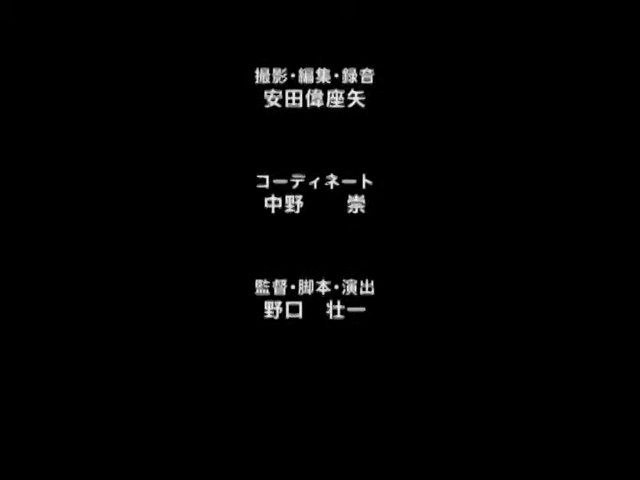 撮影・編集・録音
安田偉座矢
コーディネート
中野　　崇
監督・脚本・演出
野口　壮一